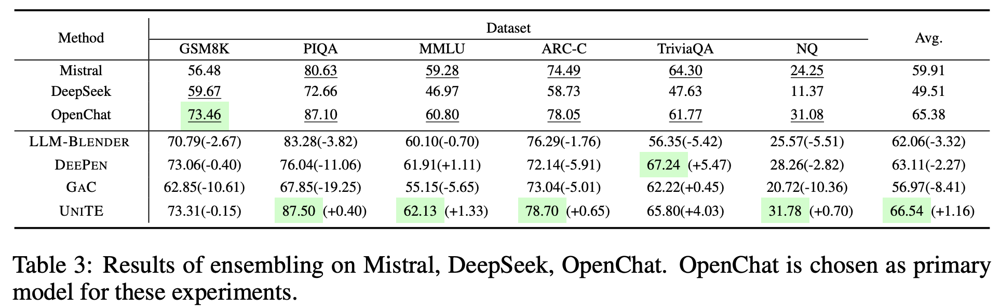 Method Dataset Avg.
GSM8K PIQA MMLU ARC-C TriviaQA NQ
Mistral 56.48 80.63 59.28 74.49 64.30 24.25 59.91
DeepSeek 59.67 72.66 46.97 58.73 47.63 11.37 49.51
OpenChat 73.46 87.10 60.80 78.05 61.77 31.08 65.38
LLM-BLENDER 70.79(-2.67) 83.28(-3.82) 60.10(-0.70) 76.29(-1.76) 56.35(-5.42) 25.57(-5.51) 62.06(-3.32)
DEEPEN 73.06(-0.40) 76.04(-11.06) 61.91(+1.11) 72.14(-5.91) 67.24 (+5.47) 28.26(-2.82) 63.11(-2.27)
GAC 62.85(-10.61) 67.85(-19.25) 55.15(-5.65) 73.04(-5.01) 62.22(+0.45) 20.72(-10.36) 56.97(-8.41)
UNITE 73.31(-0.15) 87.50 (+0.40) 62.13 (+1.33) 78.70 (+0.65) 65.80(+4.03) 31.78 (+0.70) 66.54 (+1.16)
Table 3: Results of ensembling on Mistral, DeepSeek, OpenChat. OpenChat is chosen as primary
model for these experiments.